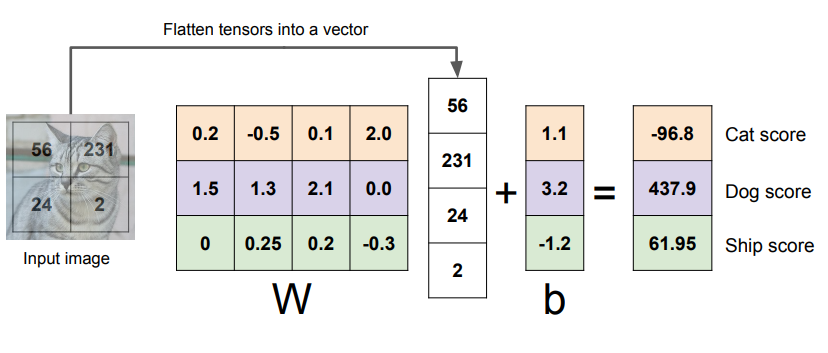 Flatten tensors into a vector
56 231
24 2
Input image
0.2 -0.5 0.1 2.0
1.5 1.3 2.1 0.0
0 0.25 0.2 -0.3
W
56
231
24
2
+
1.1
3.2
-1.2
b
=
-96.8 Cat score
437.9 Dog score
61.95 Ship score